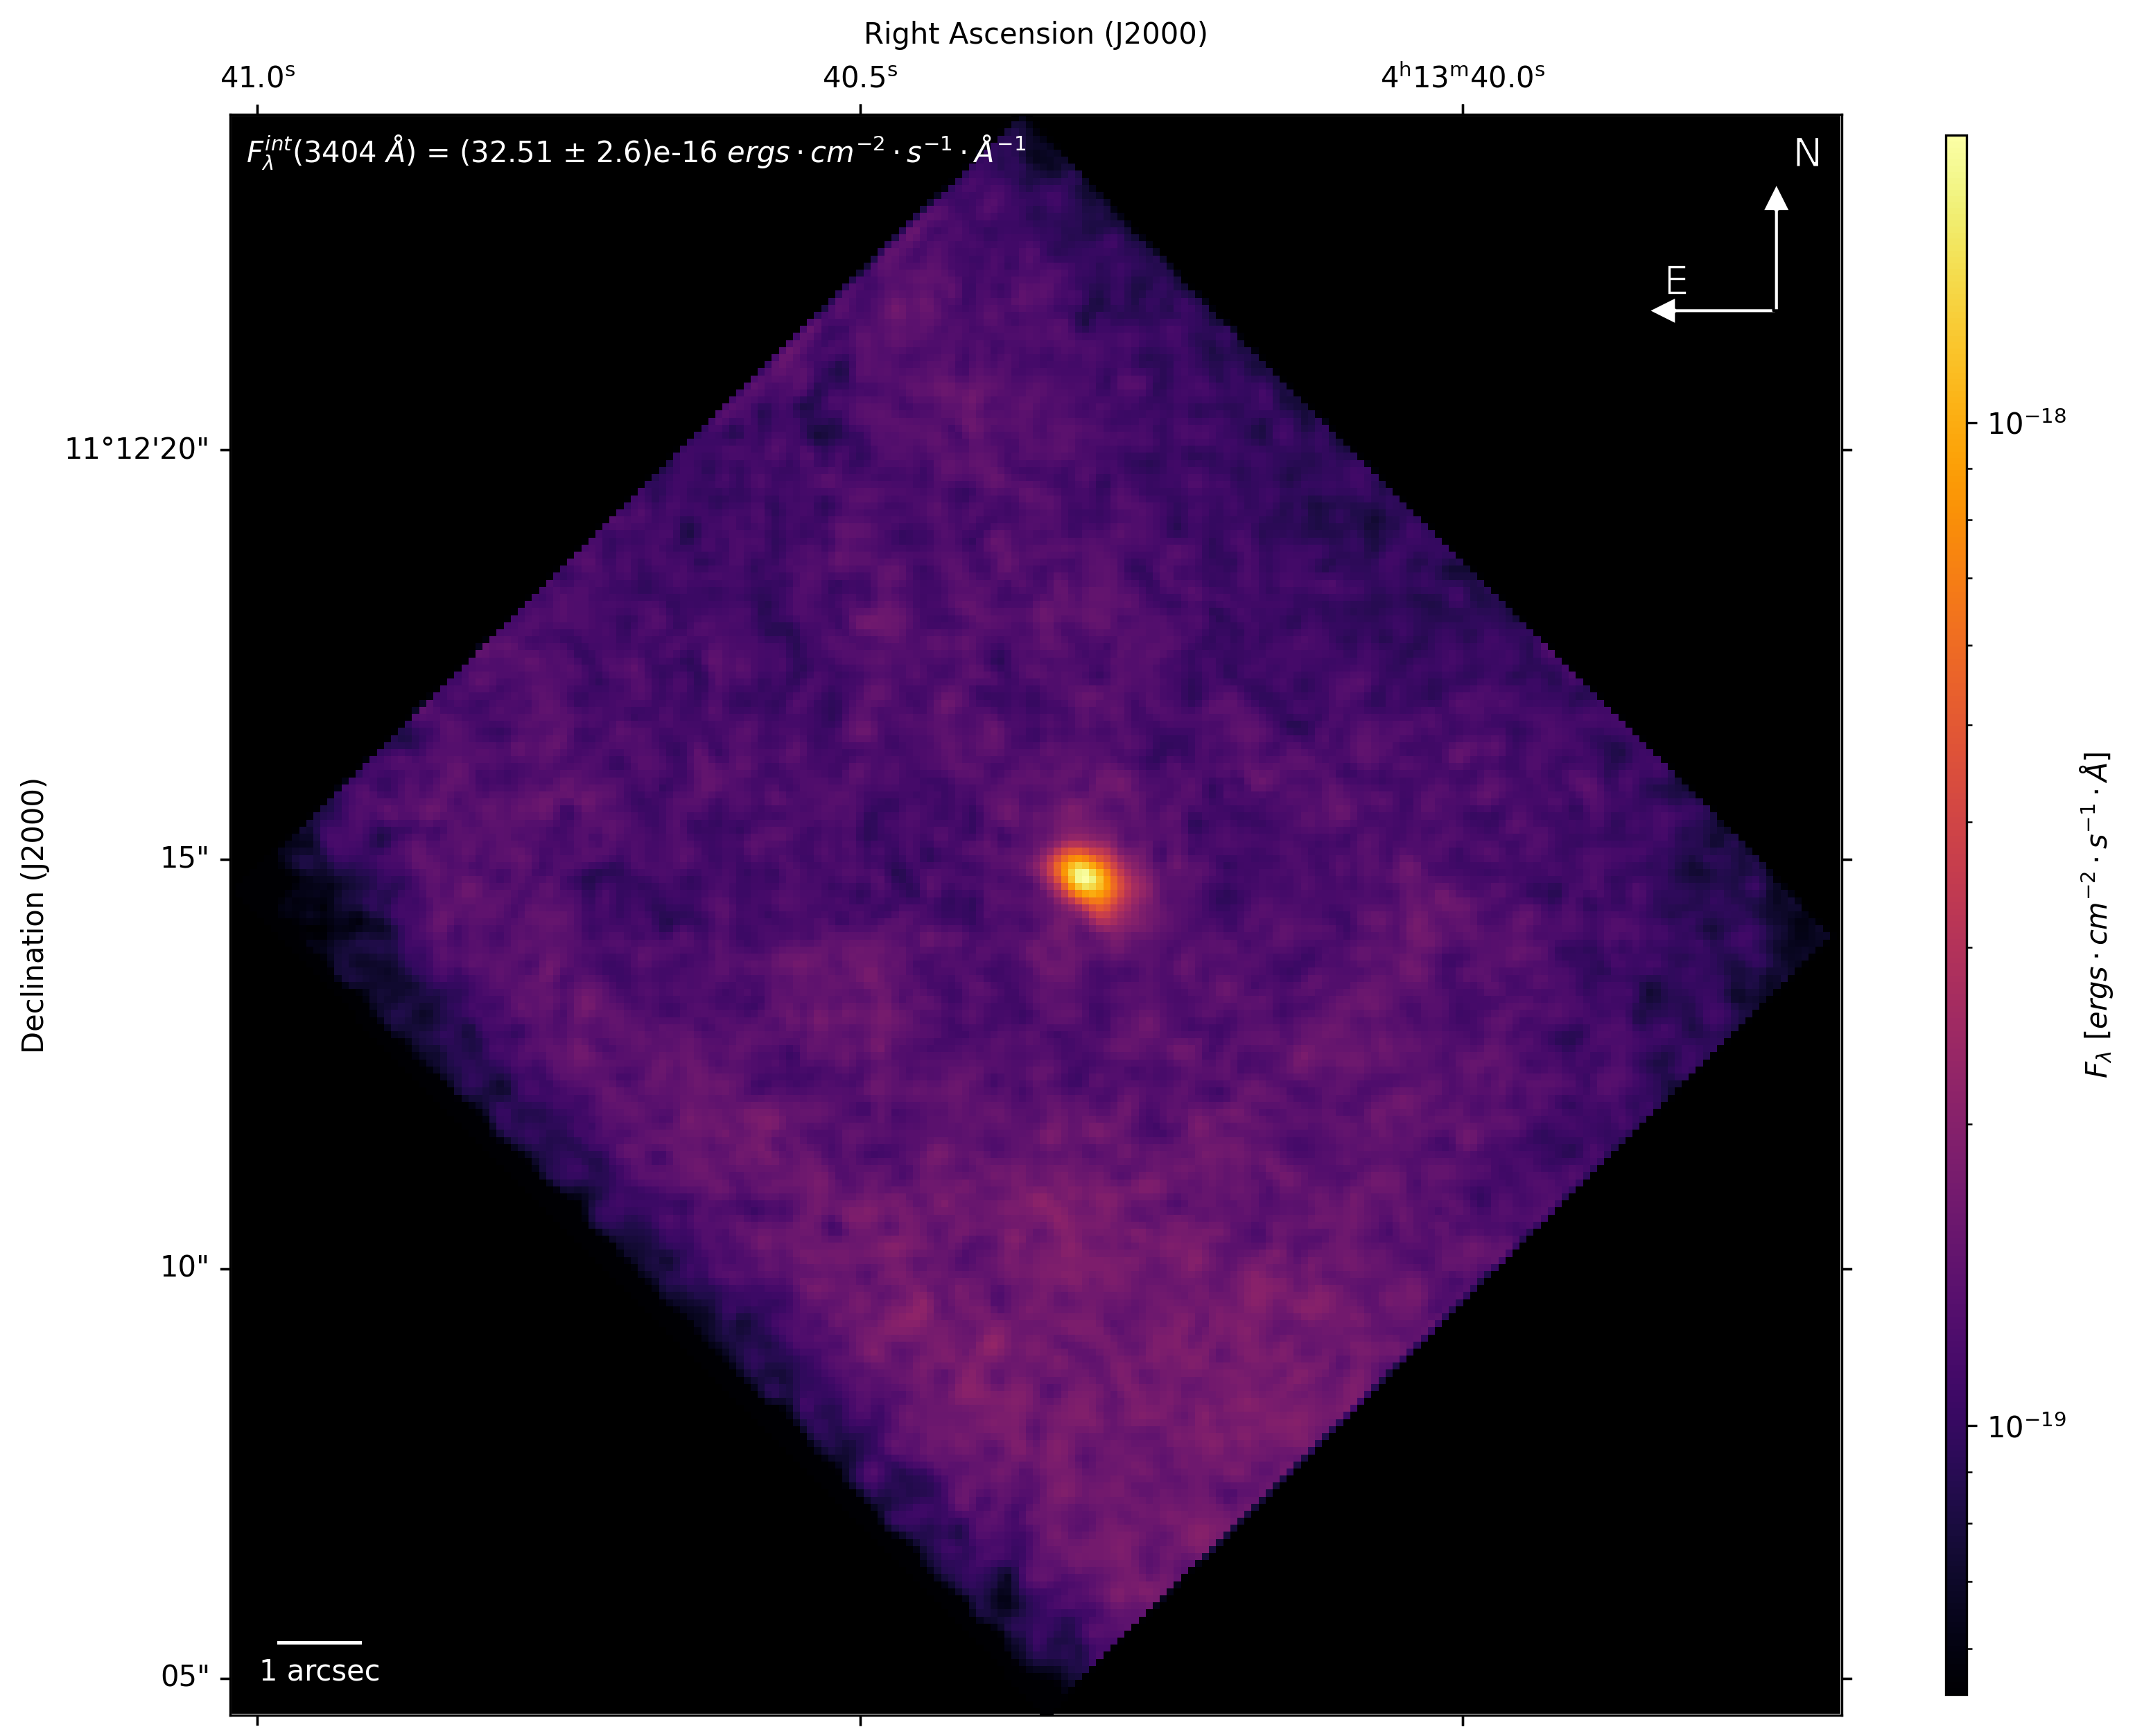 Right Ascension (J2000)
41.0ˢ 40.5ˢ 4ʰ13ᵐ40.0ˢ
F_λ^int(3404 Å) = (32.51 ± 2.6)e-16 ergs · cm⁻² · s⁻¹ · Å⁻¹
N
E
11°12'20"
15"
10"
05"
Declination (J2000)
1 arcsec
10⁻¹⁸
10⁻¹⁹
F_λ [ergs · cm⁻² · s⁻¹ · Å]